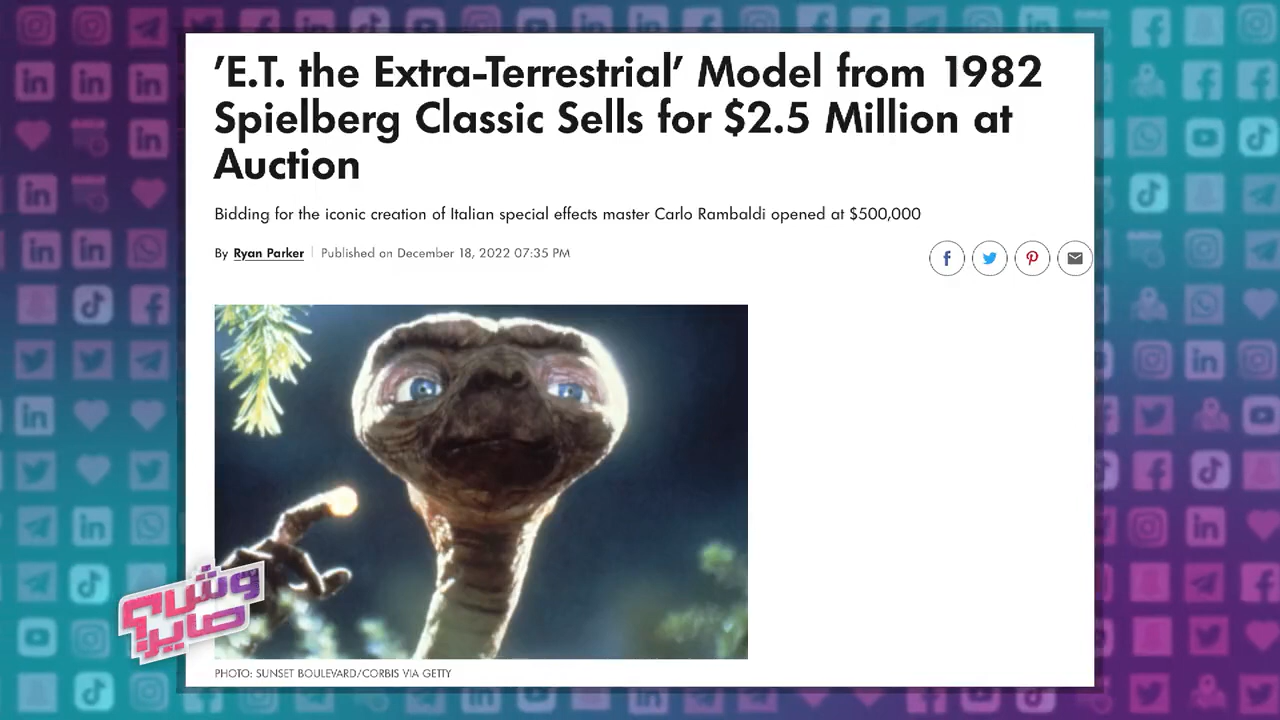 ’E.T. the Extra-Terrestrial’ Model from 1982
Spielberg Classic Sells for $2.5 Million at
Auction
Bidding for the iconic creation of Italian special effects master Carlo Rambaldi opened at $500,000
By Ryan Parker | Published on December 18, 2022 07:35 PM
وش
صاير؟!
PHOTO: SUNSET BOULEVARD/CORBIS VIA GETTY